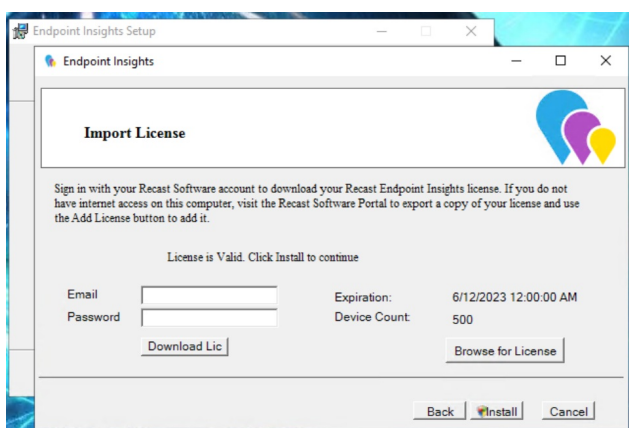 Endpoint Insights Setup
Endpoint Insights
Import License
Sign in with your Recast Software account to download your Recast Endpoint Insights license. If you do not
have internet access on this computer, visit the Recast Software Portal to export a copy of your license and use
the Add License button to add it.
License is Valid. Click Install to continue
Email
Expiration: 6/12/2023 12:00:00 AM
Password
Device Count: 500
Download Lic
Browse for License
Back Install Cancel